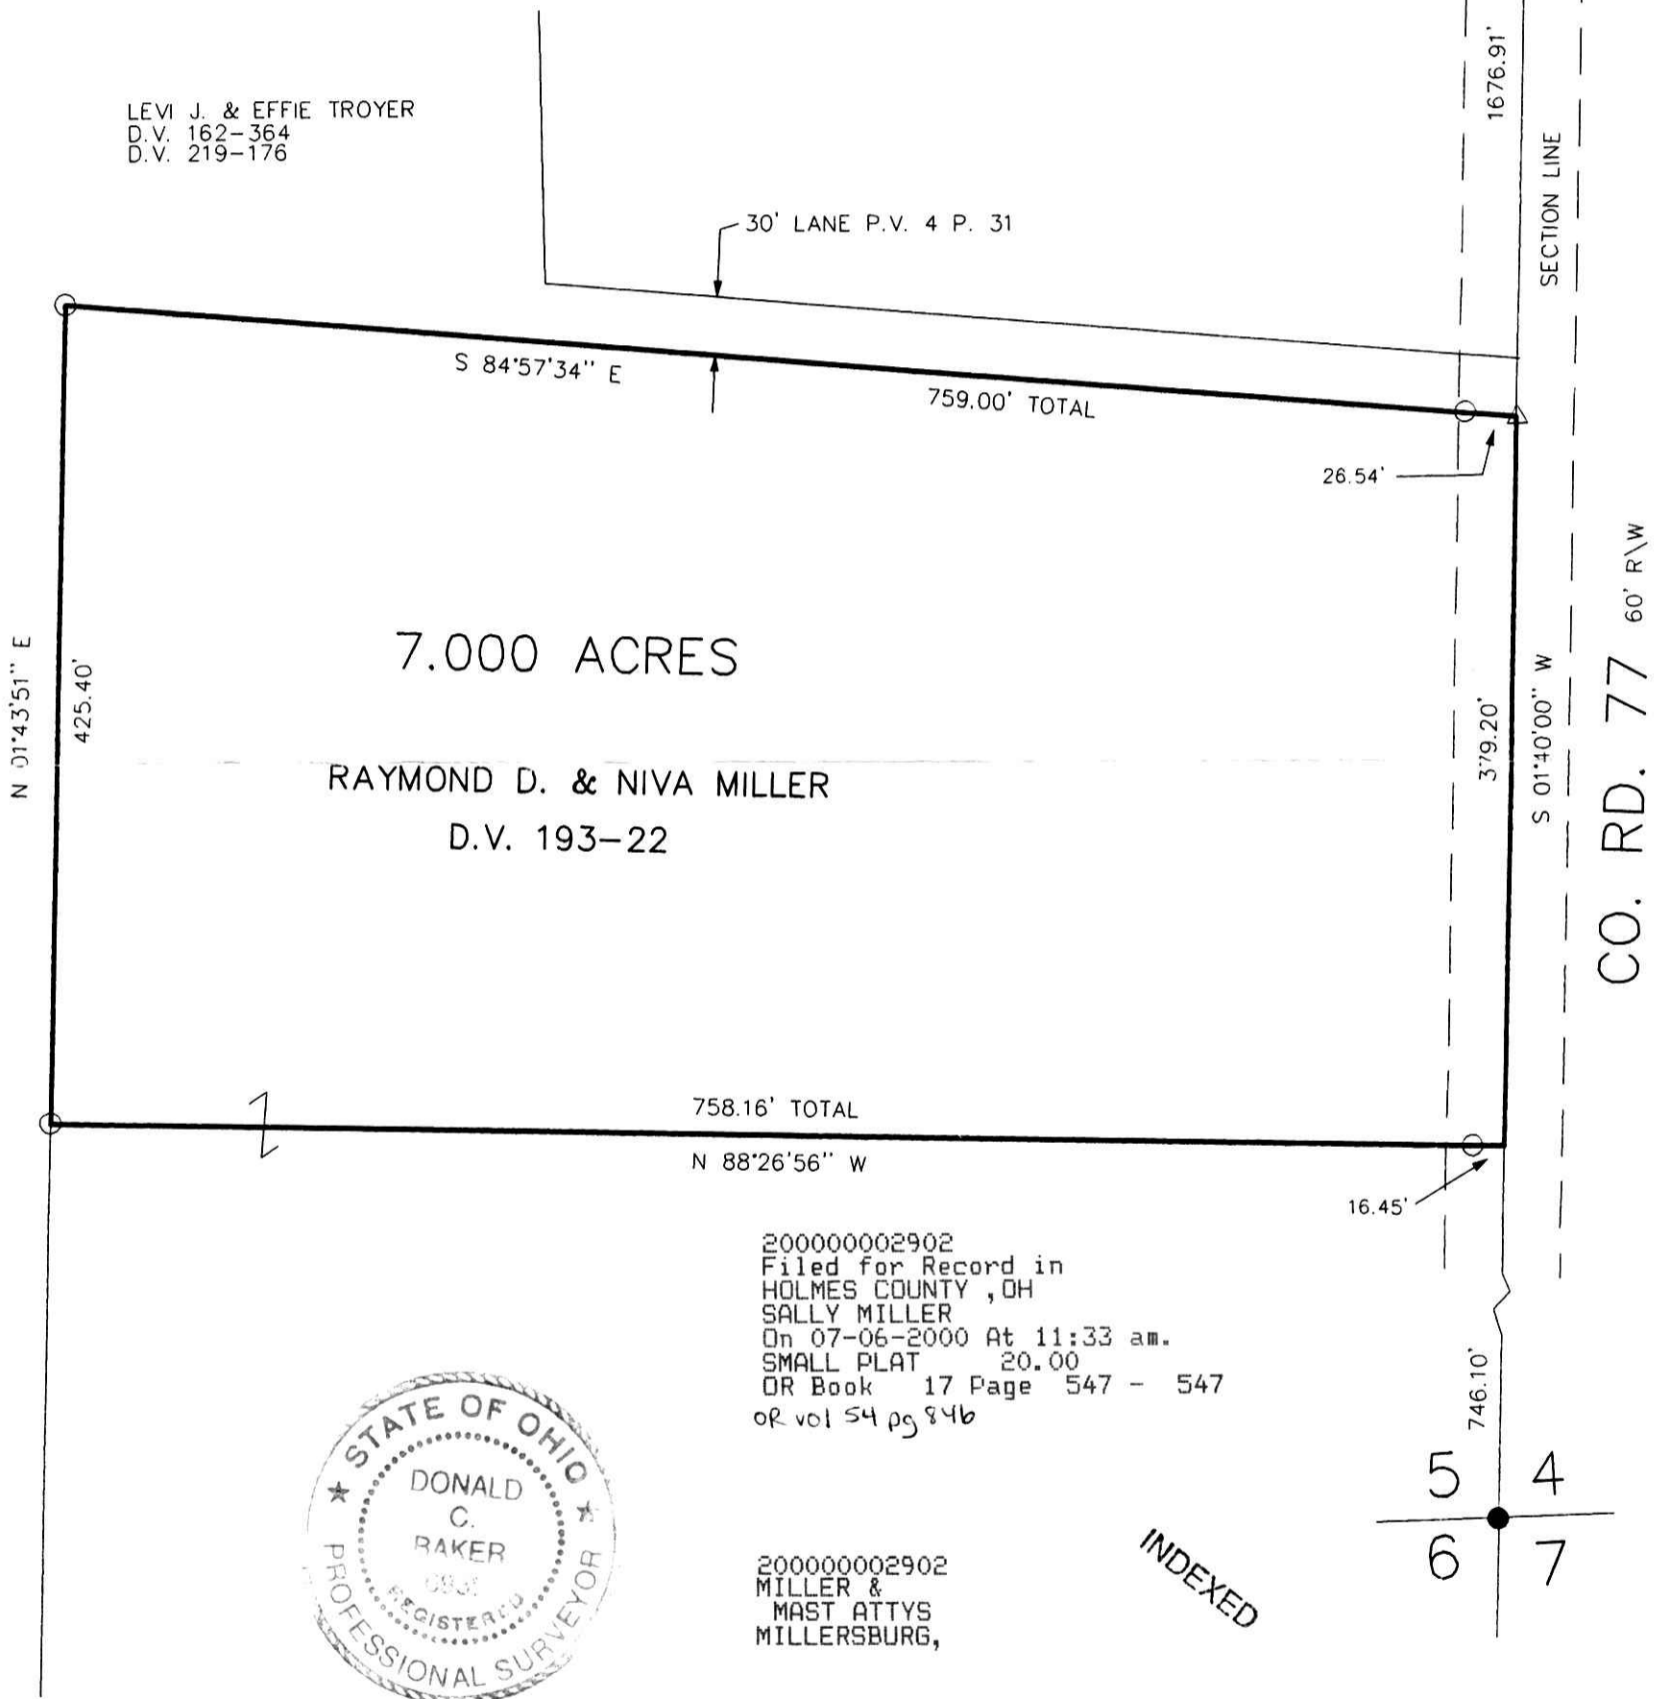 1676.91'
LEVI J. & EFFIE TROYER
D.V. 162-364
D.V. 219-176
SECTION LINE
30' LANE P.V. 4 P. 31
S 84°57'34" E
759.00' TOTAL
26.54'
CO. RD. 77 60' R\W
N 01°43'51" E
425.40'
7.000 ACRES
379.20'
S 01°40'00" W
RAYMOND D. & NIVA MILLER
D.V. 193-22
758.16' TOTAL
N 88°26'56" W
16.45'
200000002902
Filed for Record in
HOLMES COUNTY ,OH
SALLY MILLER
On 07-06-2000 At 11:33 am.
SMALL PLAT 20.00
OR Book 17 Page 547 - 547
OR vol 54 pg 846
746.10'
STATE OF OHIO
DONALD
C.
BAKER
REGISTERED
PROFESSIONAL SURVEYOR
5 4
6 7
INDEXED
200000002902
MILLER &
MAST ATTYS
MILLERSBURG,